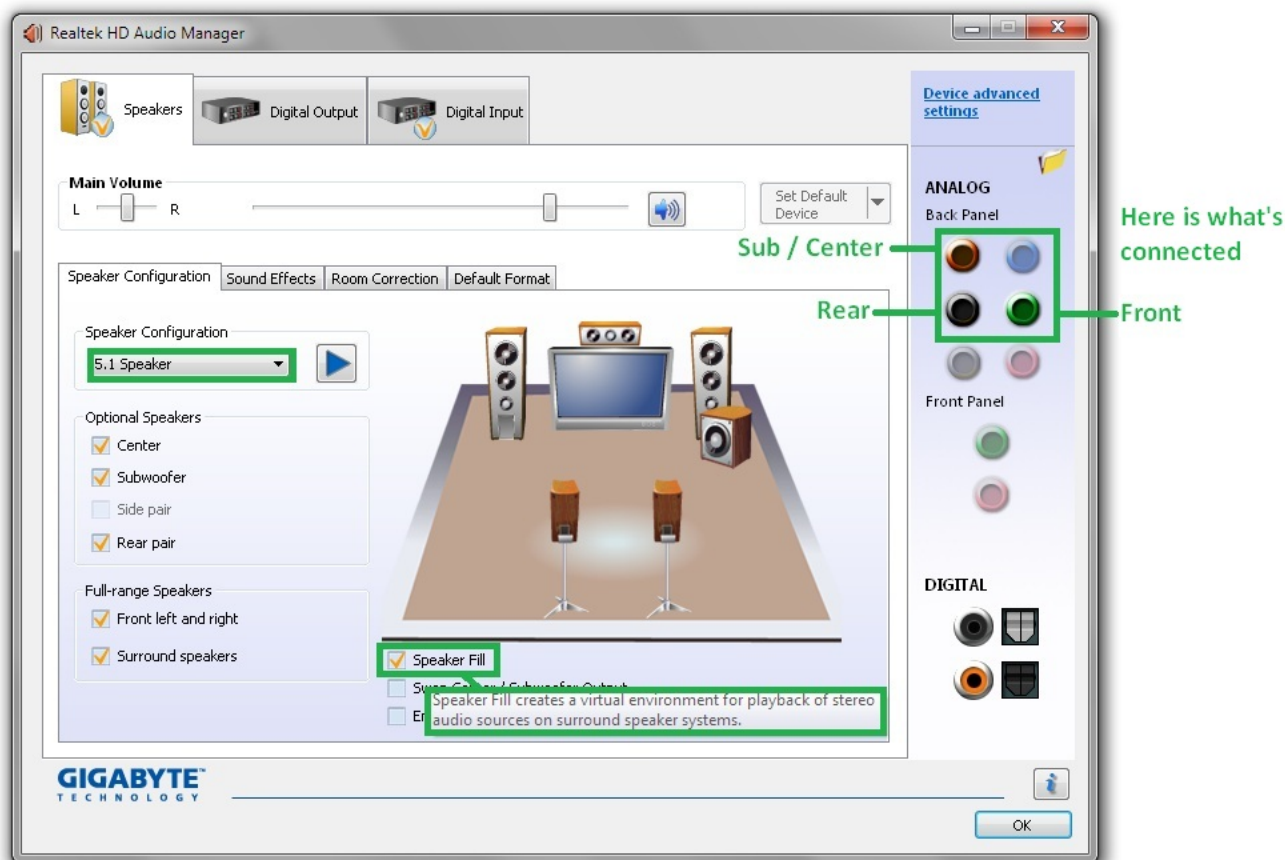 Realtek HD Audio Manager
Speakers
Digital Output
Digital Input
Device advanced
settings
Main Volume
L
R
Set Default
Device
ANALOG
Back Panel
Here is what's
connected
Sub / Center
Rear
Front
Speaker Configuration
Sound Effects
Room Correction
Default Format
Speaker Configuration
5.1 Speaker
Optional Speakers
Center
Subwoofer
Side pair
Rear pair
Front Panel
Full-range Speakers
Front left and right
Surround speakers
DIGITAL
Speaker Fill
Speaker Fill creates a virtual environment for playback of stereo
audio sources on surround speaker systems.
GIGABYTE™
TECHNOLOGY
OK